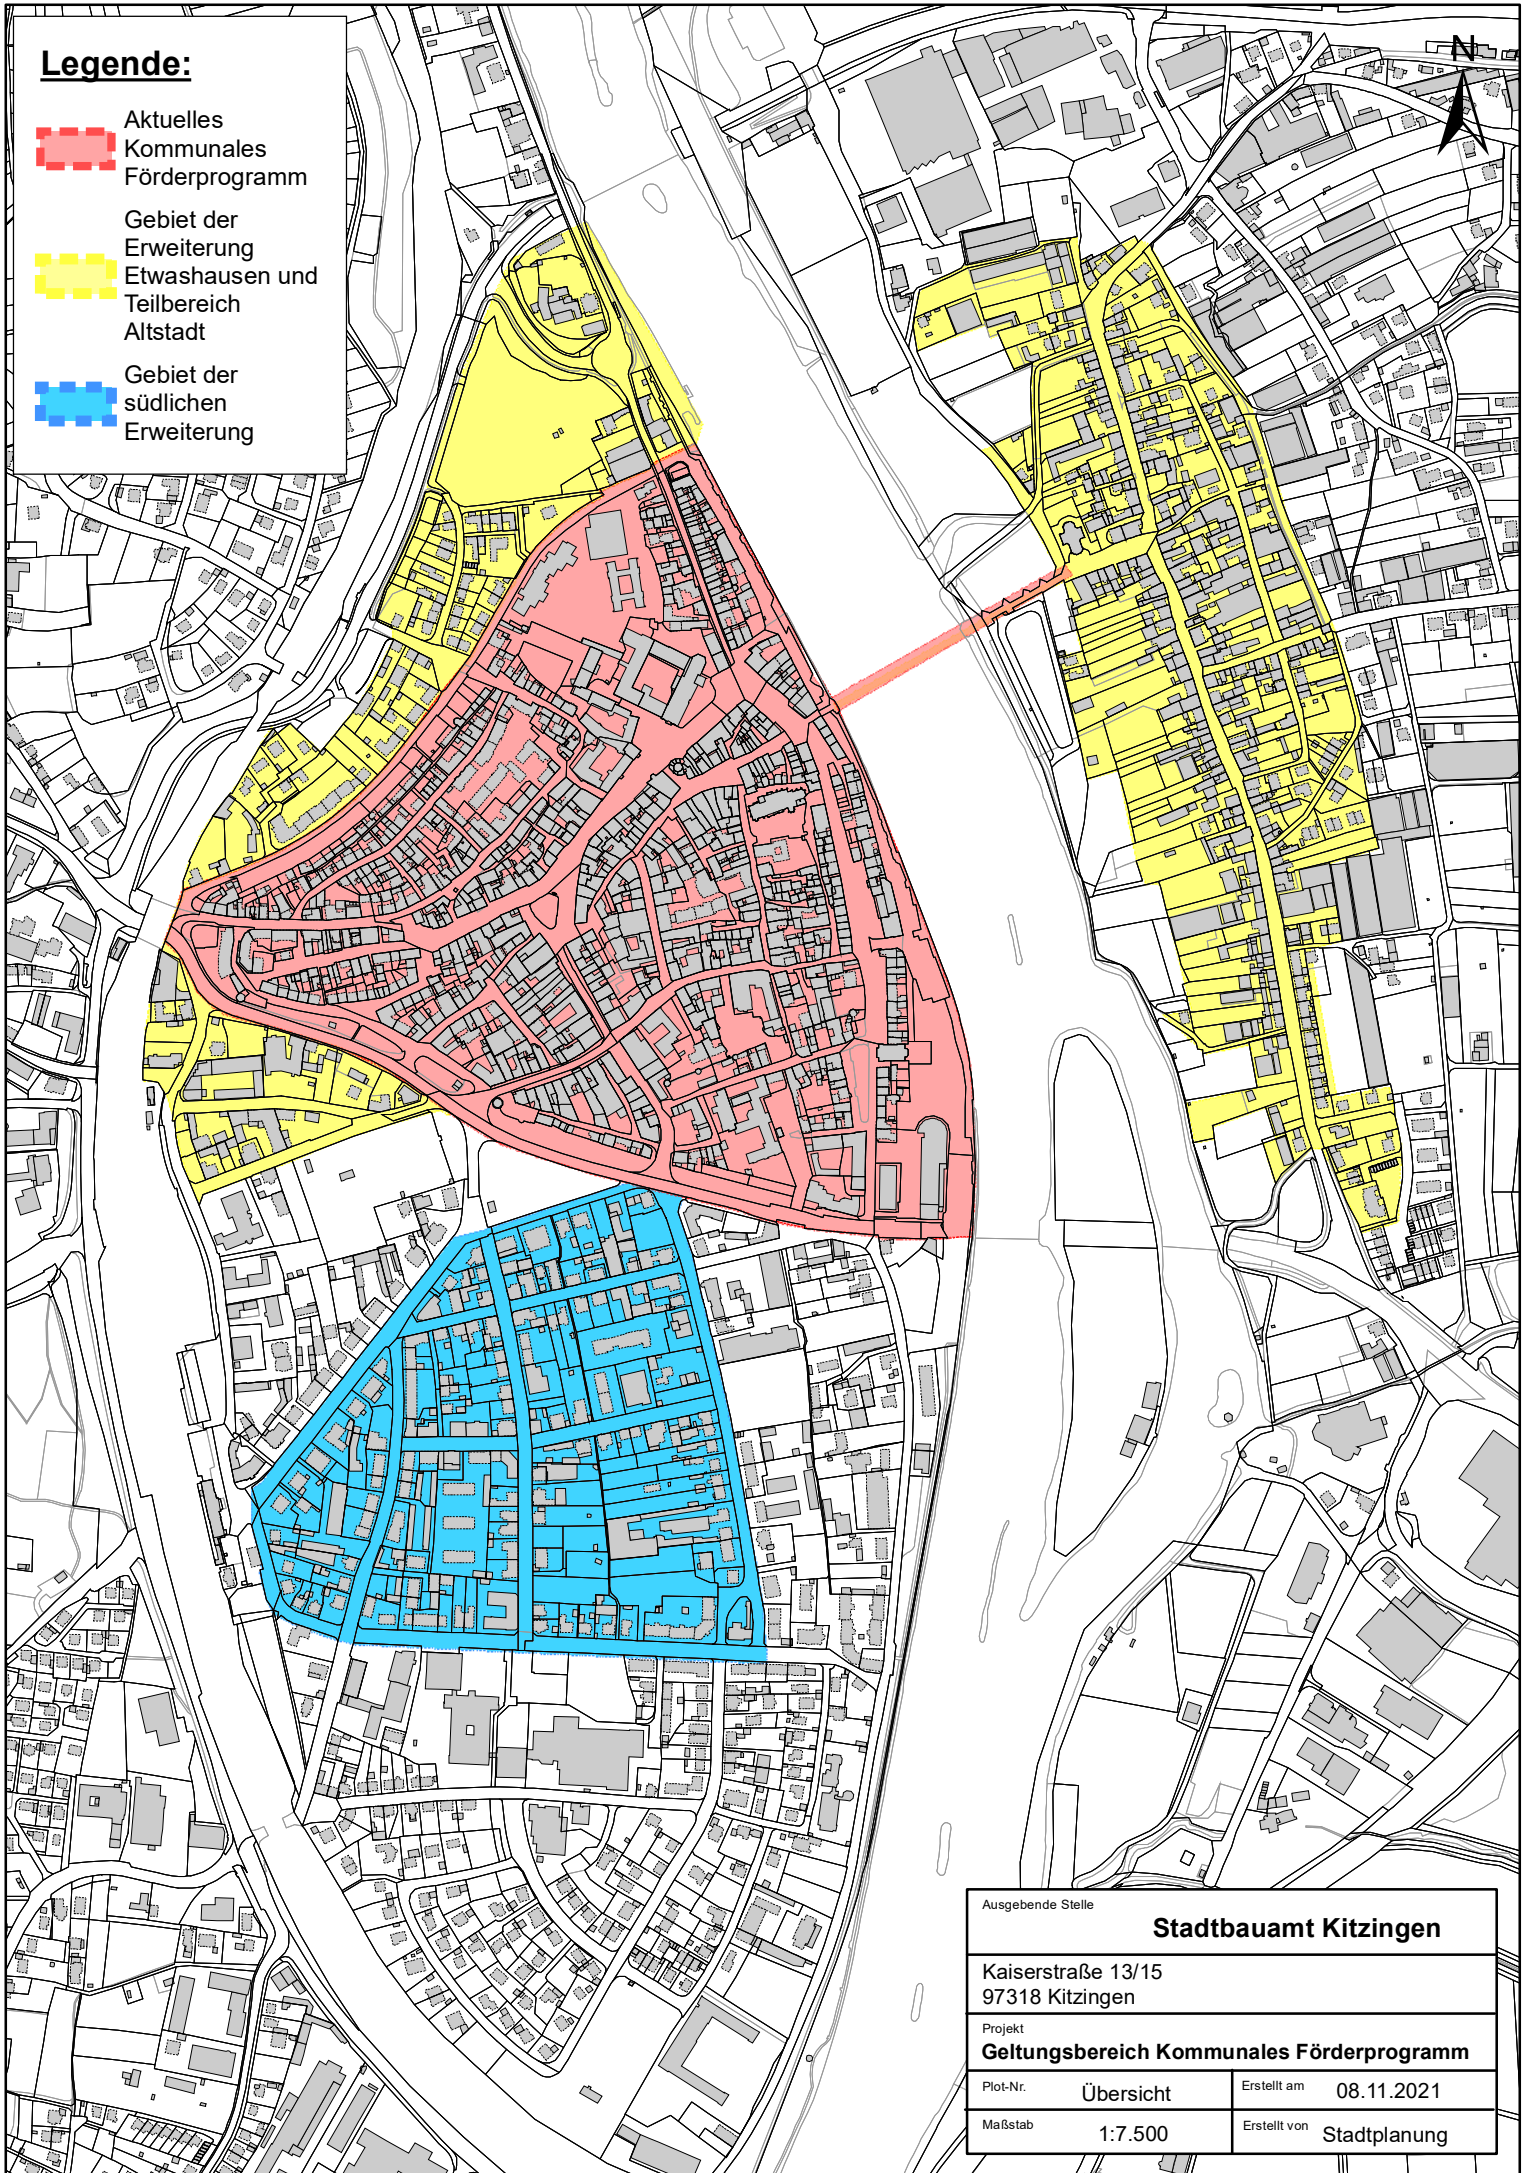 Legende:
Aktuelles
Kommunales
Förderprogramm
Gebiet der
Erweiterung
Etwashausen und
Teilbereich
Altstadt
Gebiet der
südlichen
Erweiterung
N
Ausgebende Stelle
Stadtbauamt Kitzingen
Kaiserstraße 13/15
97318 Kitzingen
Projekt
Geltungsbereich Kommunales Förderprogramm
Plot-Nr. Übersicht
Erstellt am 08.11.2021
Maßstab 1:7.500
Erstellt von Stadtplanung